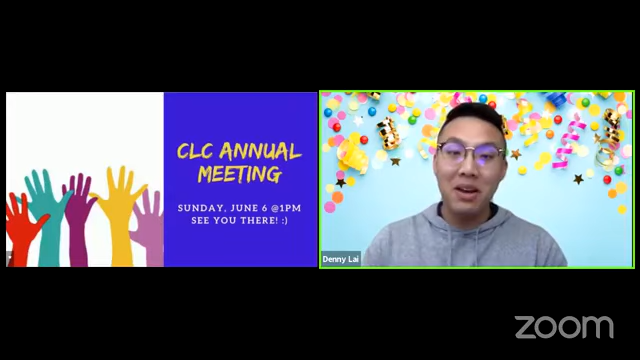 CLC ANNUAL
MEETING
SUNDAY, JUNE 6 @1PM
SEE YOU THERE! :)
Denny Lai
zoom